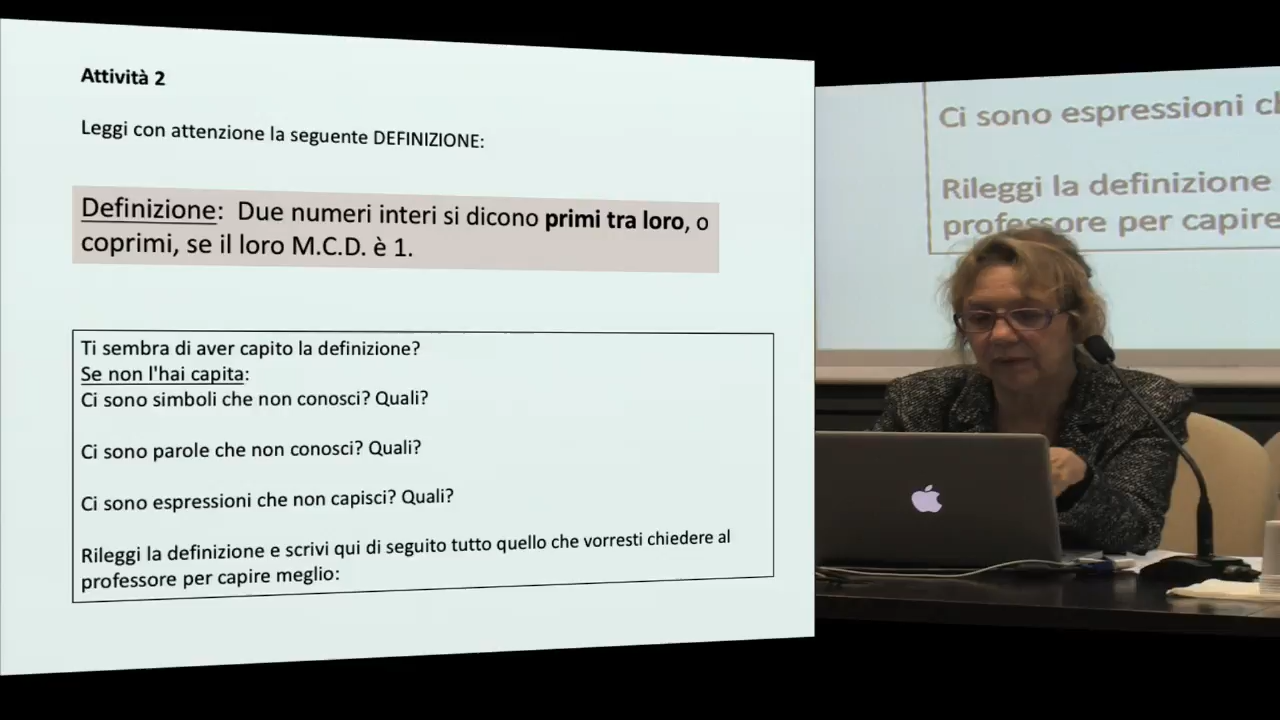 Attività 2
Leggi con attenzione la seguente DEFINIZIONE:
Definizione: Due numeri interi si dicono primi tra loro, o
coprimi, se il loro M.C.D. è 1.
Ti sembra di aver capito la definizione?
Se non l'hai capita:
Ci sono simboli che non conosci? Quali?
Ci sono parole che non conosci? Quali?
Ci sono espressioni che non capisci? Quali?
Rileggi la definizione e scrivi qui di seguito tutto quello che vorresti chiedere al
professore per capire meglio:
Ci sono espressioni
Rileggi la definizione
professore per capire